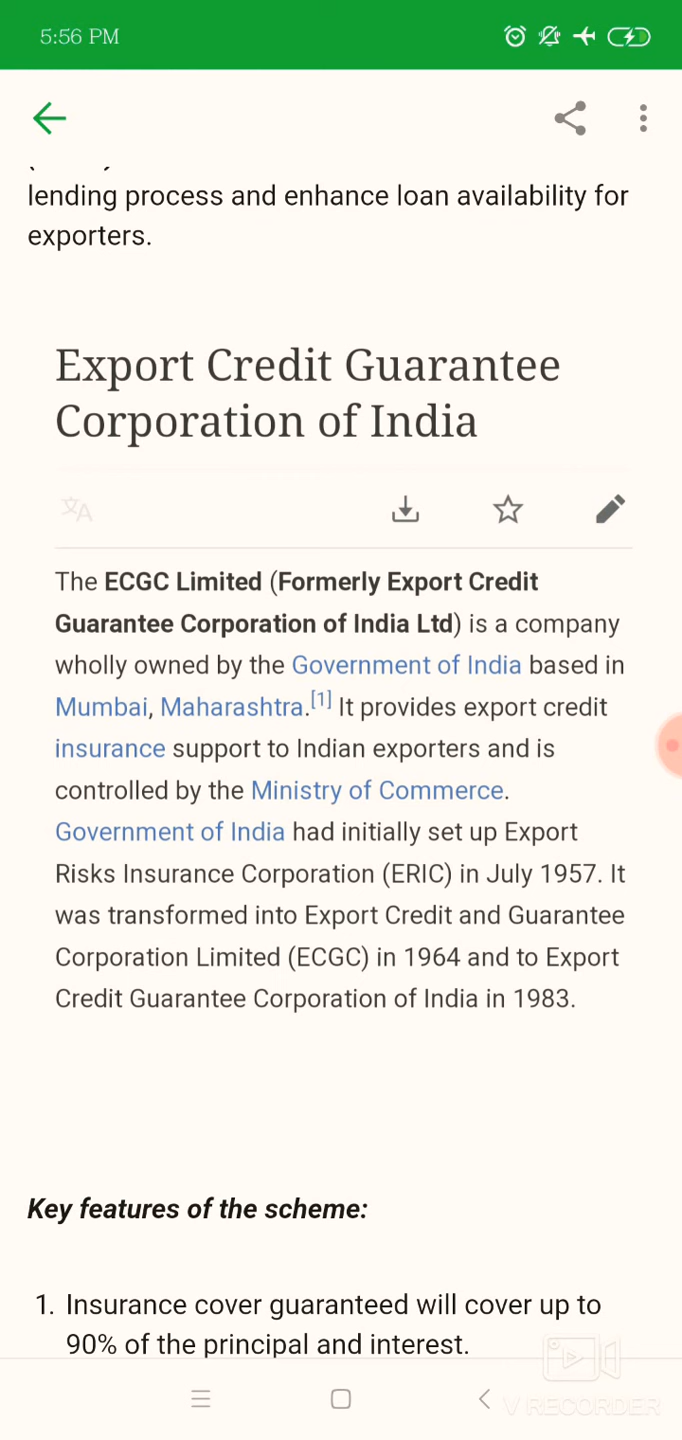 5:56 PM
lending process and enhance loan availability for
exporters.
Export Credit Guarantee
Corporation of India
The ECGC Limited (Formerly Export Credit
Guarantee Corporation of India Ltd) is a company
wholly owned by the Government of India based in
Mumbai, Maharashtra.[1] It provides export credit
insurance support to Indian exporters and is
controlled by the Ministry of Commerce.
Government of India had initially set up Export
Risks Insurance Corporation (ERIC) in July 1957. It
was transformed into Export Credit and Guarantee
Corporation Limited (ECGC) in 1964 and to Export
Credit Guarantee Corporation of India in 1983.
Key features of the scheme:
1. Insurance cover guaranteed will cover up to
90% of the principal and interest.
V RECORDER